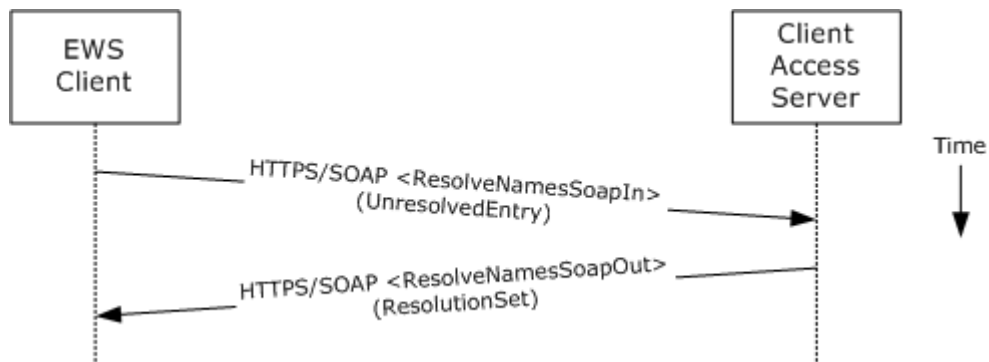 EWS
Client
Client
Access
Server
Time
HTTPS/SOAP <ResolveNamesSoapIn>
(UnresolvedEntry)
HTTPS/SOAP <ResolveNamesSoapOut>
(ResolutionSet)